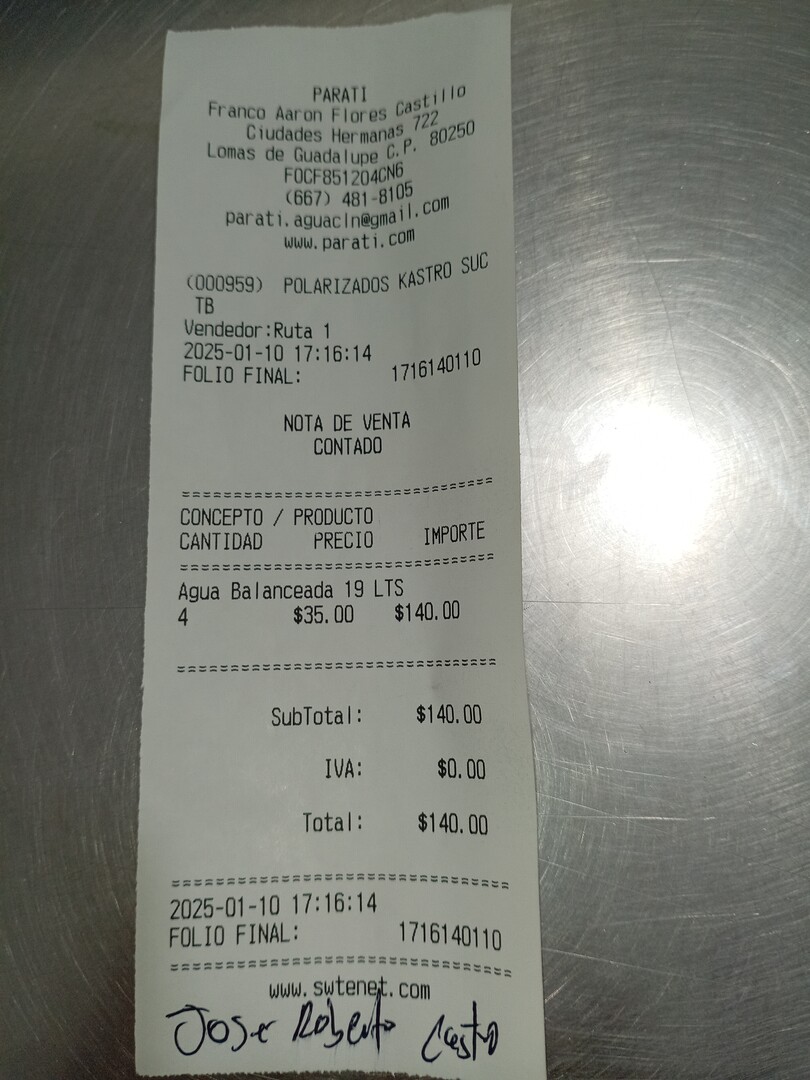 PARATI
Franco Aaron Flores Castillo
Ciudades Hermanas 722
Lomas de Guadalupe C.P. 80250
FOCF851204CN6
(667) 481-8105
parati.aguacln@gmail.com
www.parati.com
(000959) POLARIZADOS KASTRO SUC
TB
Vendedor:Ruta 1
2025-01-10 17:16:14
FOLIO FINAL: 1716140110
NOTA DE VENTA
CONTADO
==============================
CONCEPTO / PRODUCTO
CANTIDAD PRECIO IMPORTE
==============================
Agua Balanceada 19 LTS
4 $35.00 $140.00
==============================
SubTotal: $140.00
IVA: $0.00
Total: $140.00
==============================
2025-01-10 17:16:14
FOLIO FINAL: 1716140110
==============================
www.swtenet.com
Jose Roberto Castro